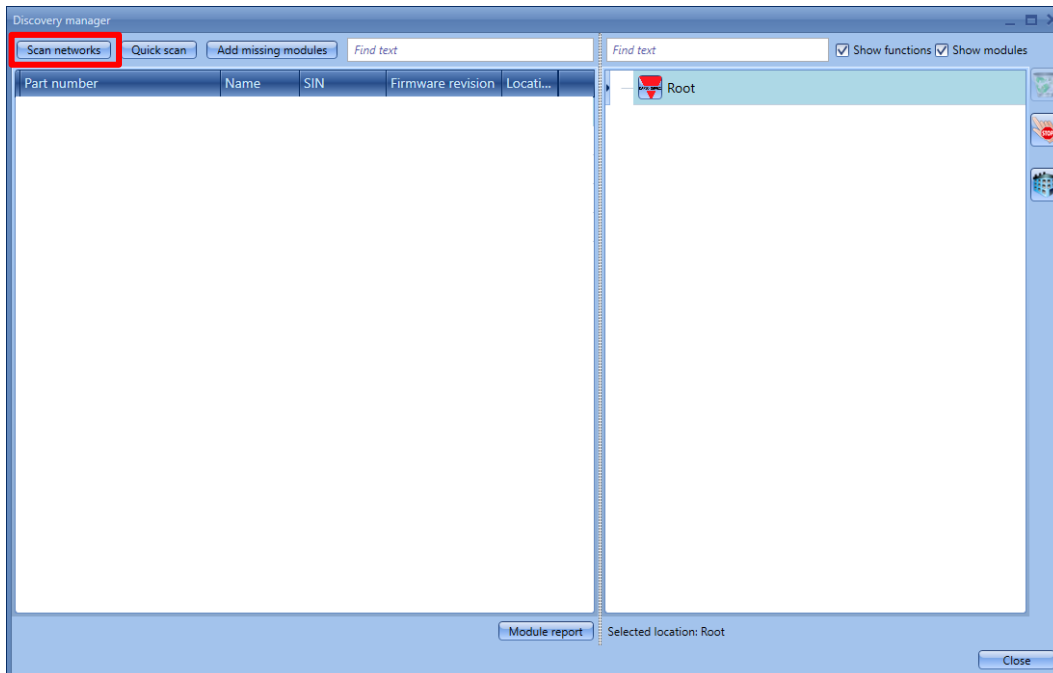 Discovery manager
Scan networks Quick scan Add missing modules Find text Find text Show functions Show modules
Part number Name SIN Firmware revision Locati...
Root
STOP
Module report Selected location: Root
Close